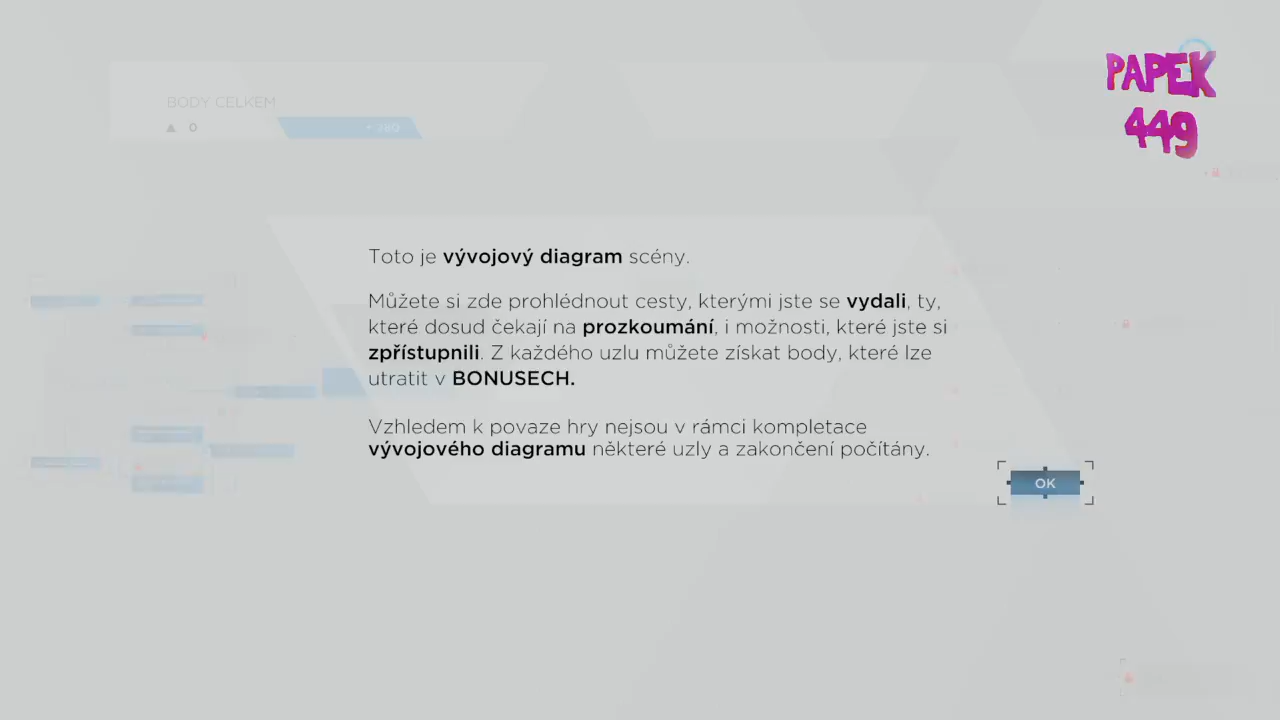 PAPEK
449
BODY CELKEM
0
+ 280
Toto je vývojový diagram scény.
Můžete si zde prohlédnout cesty, kterými jste se vydali, ty,
které dosud čekají na prozkoumání, i možnosti, které jste si
zpřístupnili. Z každého uzlu můžete získat body, které lze
utratit v BONUSECH.
Vzhledem k povaze hry nejsou v rámci kompletace
vývojového diagramu některé uzly a zakončení počítány.
OK